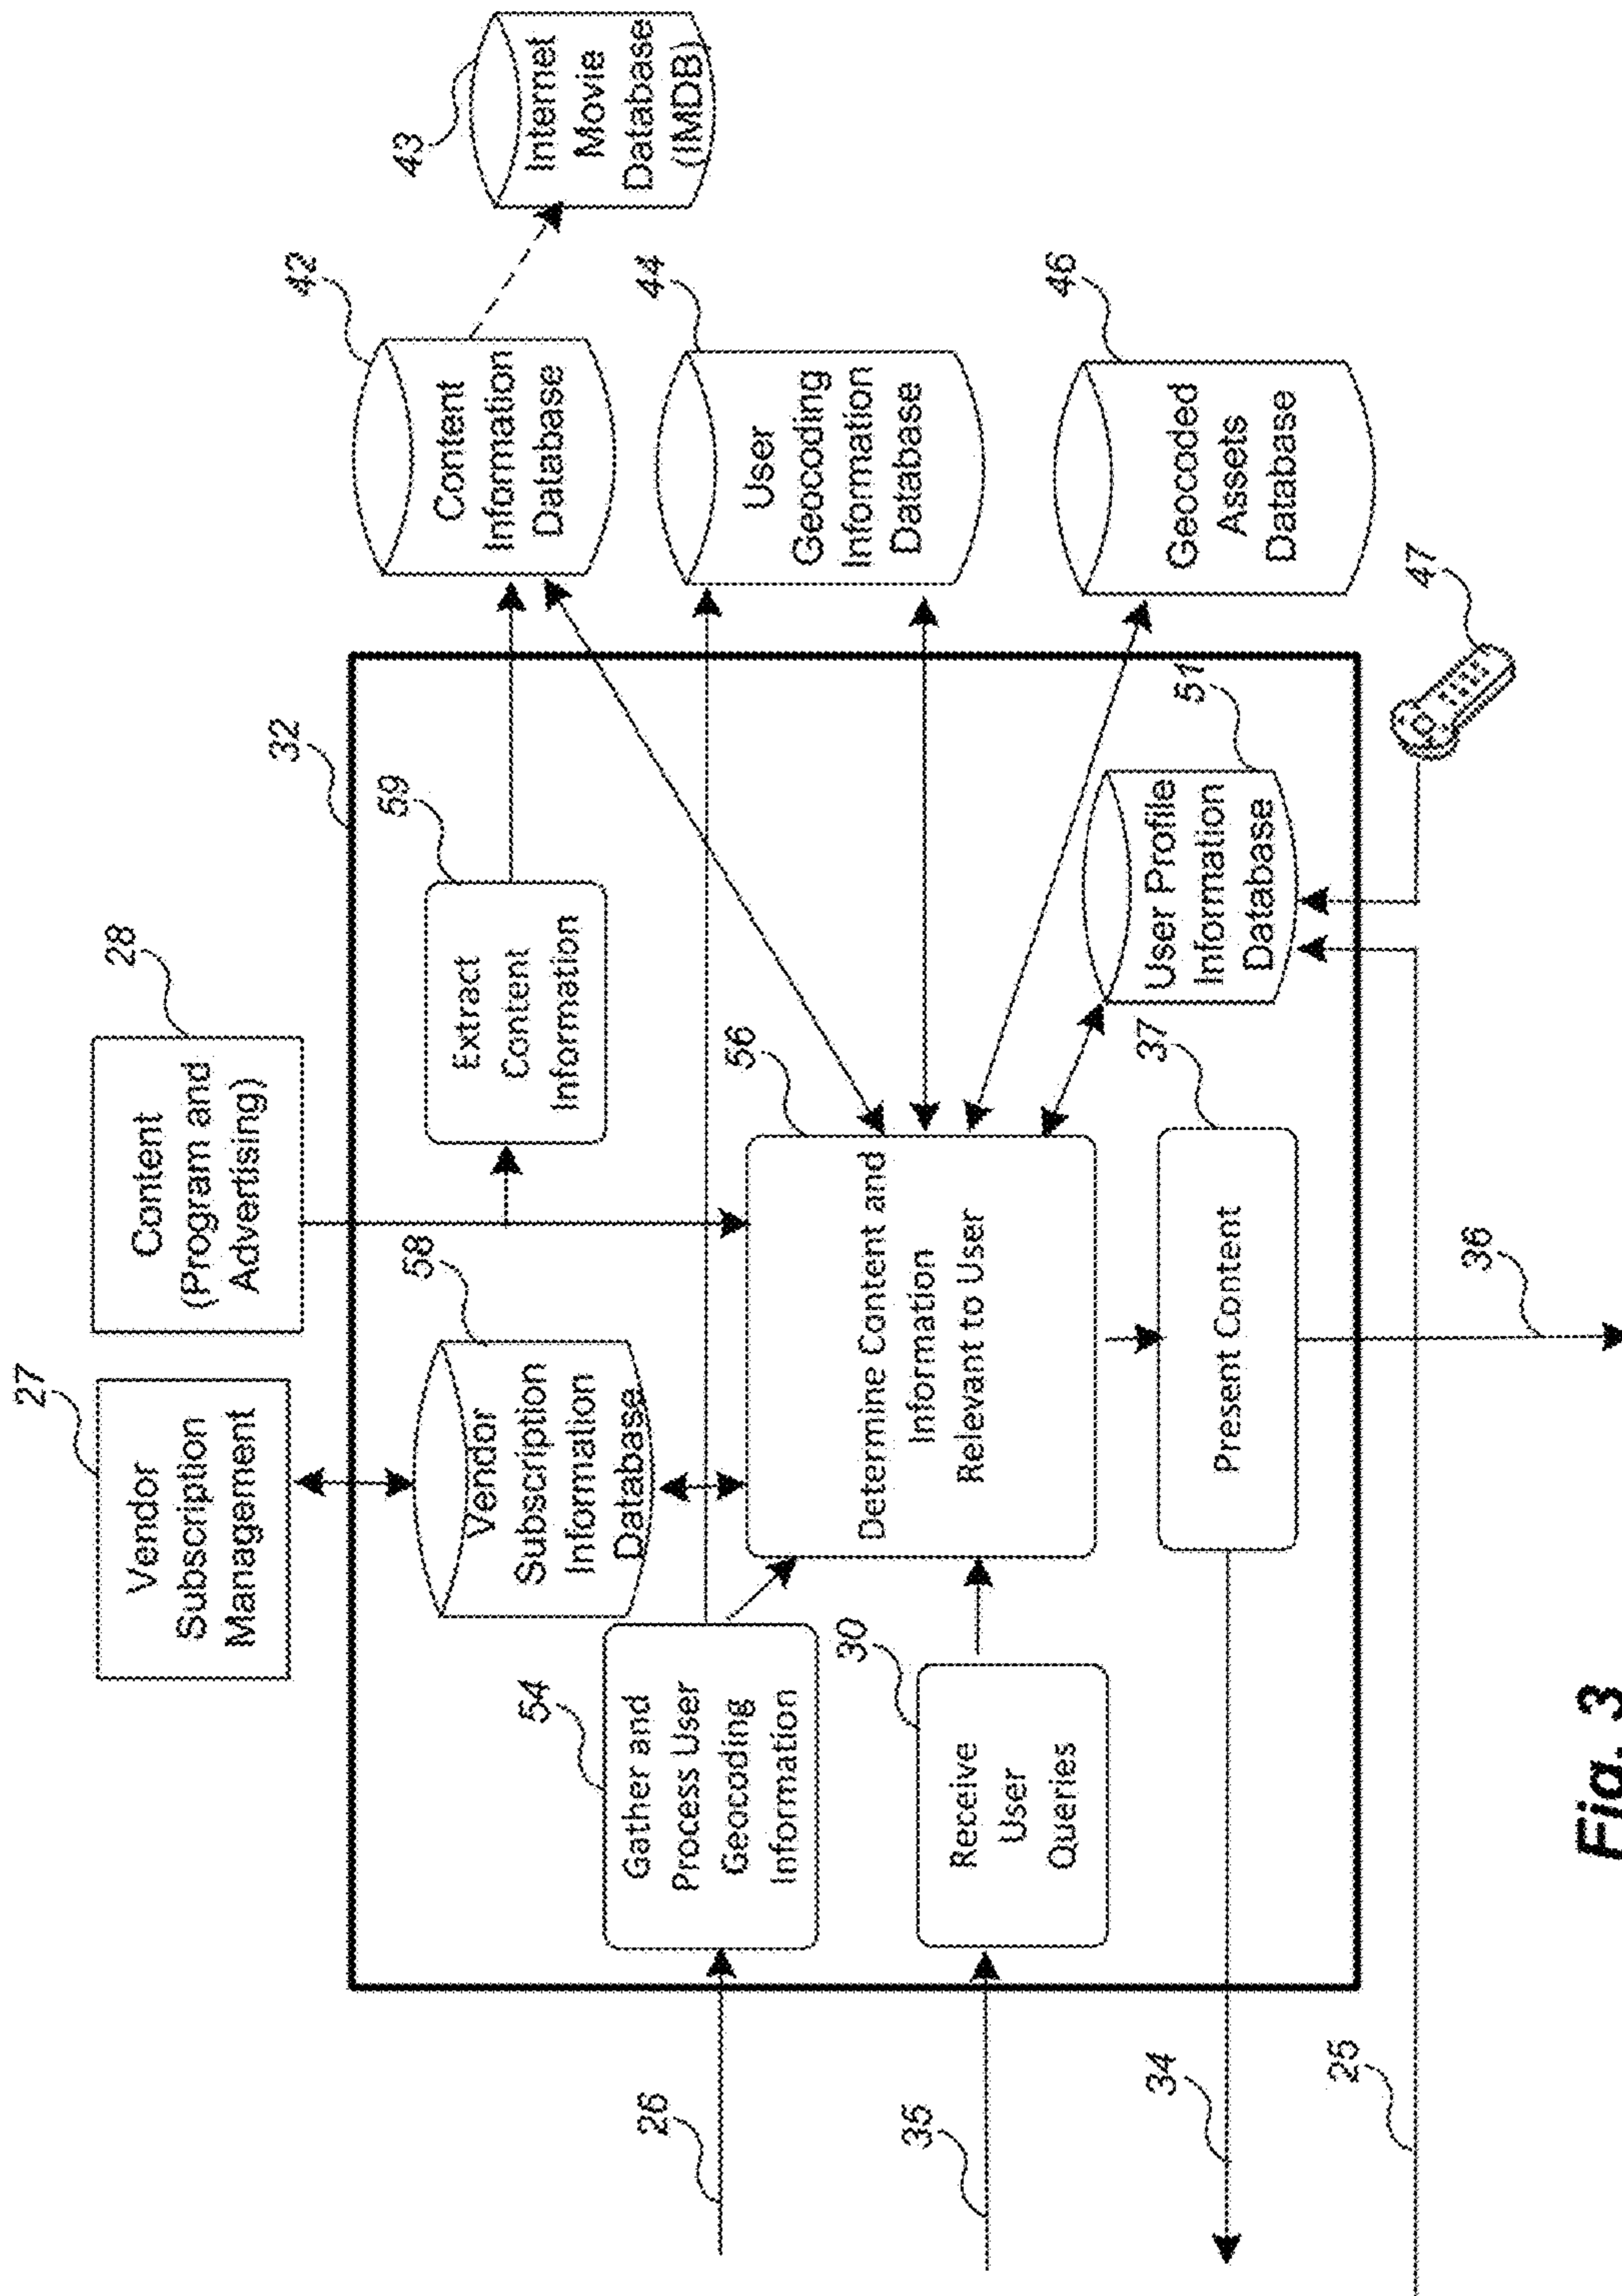 27
Vendor
Subscription
Management
28
Content
(Program and
Advertising)
32
58
Vendor
Subscription
Information
Database
59
Extract
Content
Information
42
Content
Information
Database
43
Internet
Movie
Database
(IMDB)
26
54
Gather and
Process User
Geocoding
Information
44
User
Geocoding
Information
Database
56
Determine Content and
Information
Relevant to User
35
30
Receive
User
Queries
46
Geocoded
Assets
Database
51
User Profile
Information
Database
37
Present Content
34
25
36
47
Fig. 3